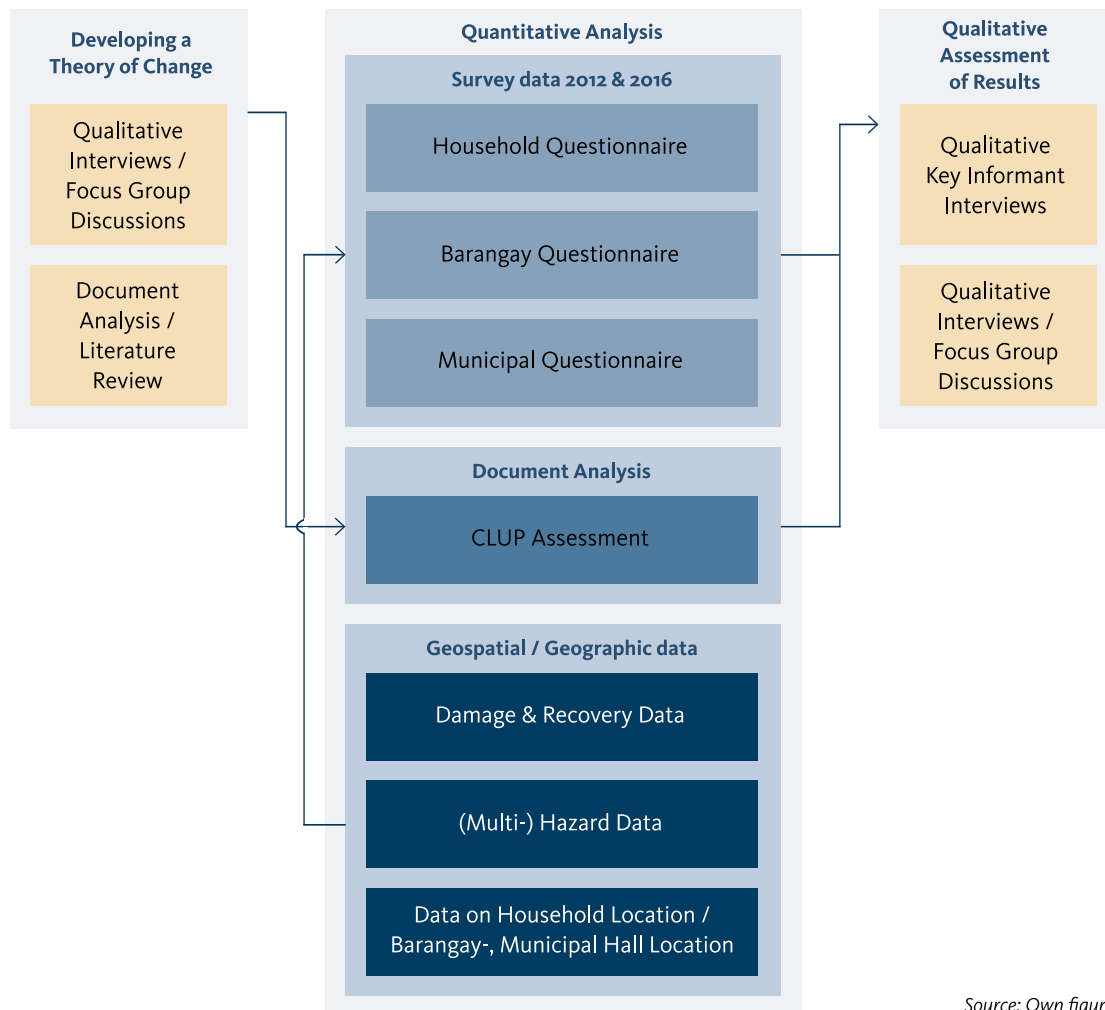 Developing a
Theory of Change
Qualitative
Interviews /
Focus Group
Discussions
Document
Analysis /
Literature
Review
Quantitative Analysis
Survey data 2012 & 2016
Household Questionnaire
Barangay Questionnaire
Municipal Questionnaire
Document Analysis
CLUP Assessment
Geospatial / Geographic data
Damage & Recovery Data
(Multi-) Hazard Data
Data on Household Location /
Barangay-, Municipal Hall Location
Qualitative
Assessment
of Results
Qualitative
Key Informant
Interviews
Qualitative
Interviews /
Focus Group
Discussions
Source: Own figur